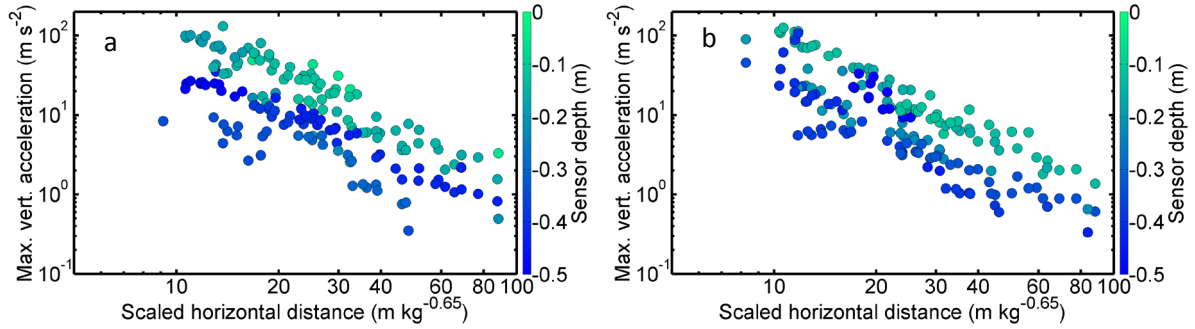 a
Max. vert. acceleration (m s⁻²)
10²
10¹
10⁰
10⁻¹
10 20 30 40 60 80 100
Scaled horizontal distance (m kg⁻⁰·⁶⁵)
0
-0.1
-0.2
-0.3
-0.4
-0.5
Sensor depth (m)
b
Max. vert. acceleration (m s⁻²)
10²
10¹
10⁰
10⁻¹
10 20 30 40 60 80 100
Scaled horizontal distance (m kg⁻⁰·⁶⁵)
0
-0.1
-0.2
-0.3
-0.4
-0.5
Sensor depth (m)